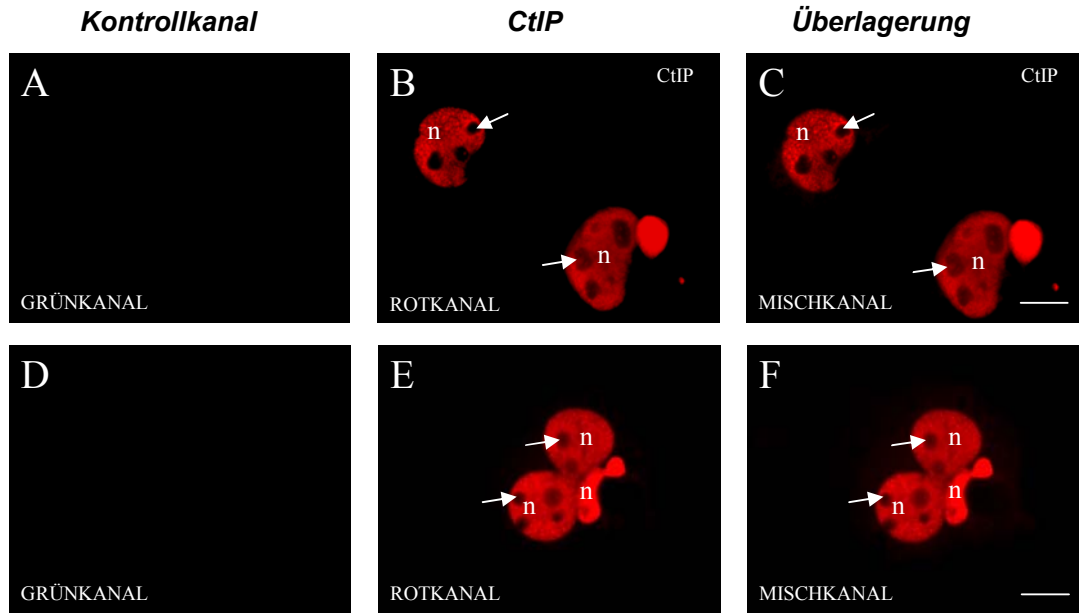 Kontrollkanal
CtIP
Überlagerung
A
GRÜNKANAL
B
CtIP
n
n
ROTKANAL
C
CtIP
n
n
MISCHKANAL
D
GRÜNKANAL
E
n
n
n
ROTKANAL
F
n
n
n
MISCHKANAL